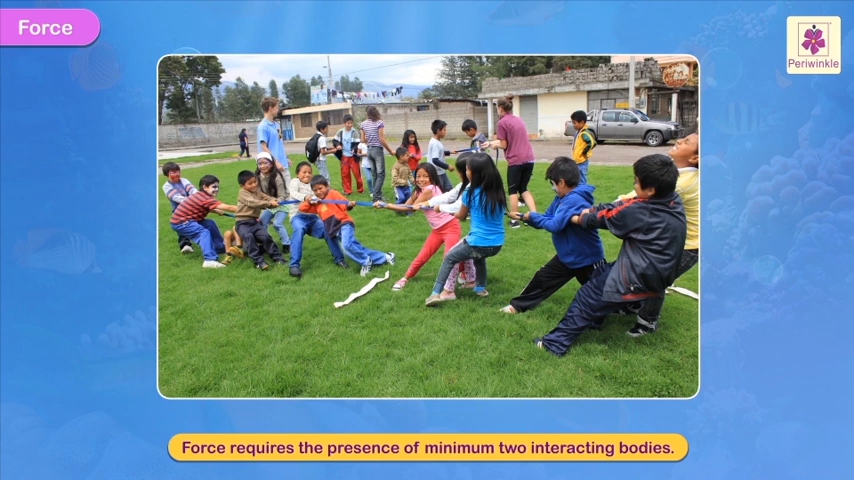 Force
Periwinkle
Force requires the presence of minimum two interacting bodies.